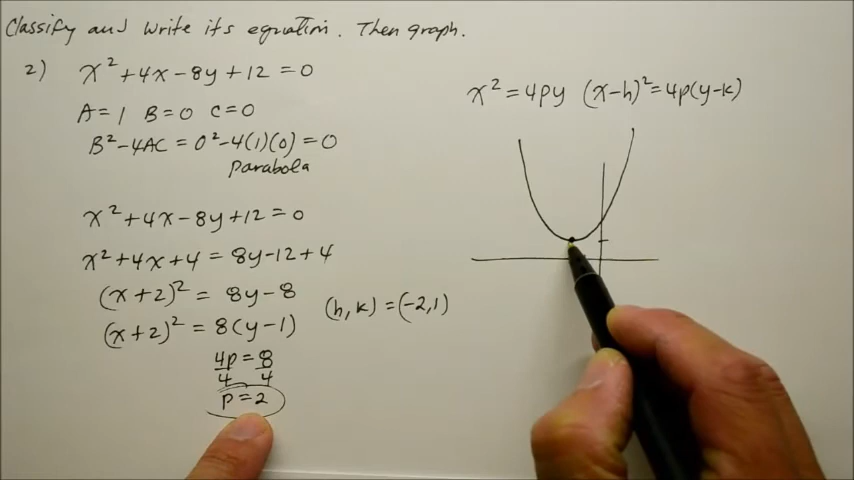 Classify and write its equation. Then graph.
2) x² + 4x - 8y + 12 = 0
A = 1 B = 0 C = 0
B² - 4AC = 0² - 4(1)(0) = 0
parabola
x² + 4x - 8y + 12 = 0
x² + 4x + 4 = 8y - 12 + 4
(x + 2)² = 8y - 8
(x + 2)² = 8(y - 1)
4p = 8
4 4
p = 2
(h, k) = (-2, 1)
x² = 4py (x - h)² = 4p(y - k)